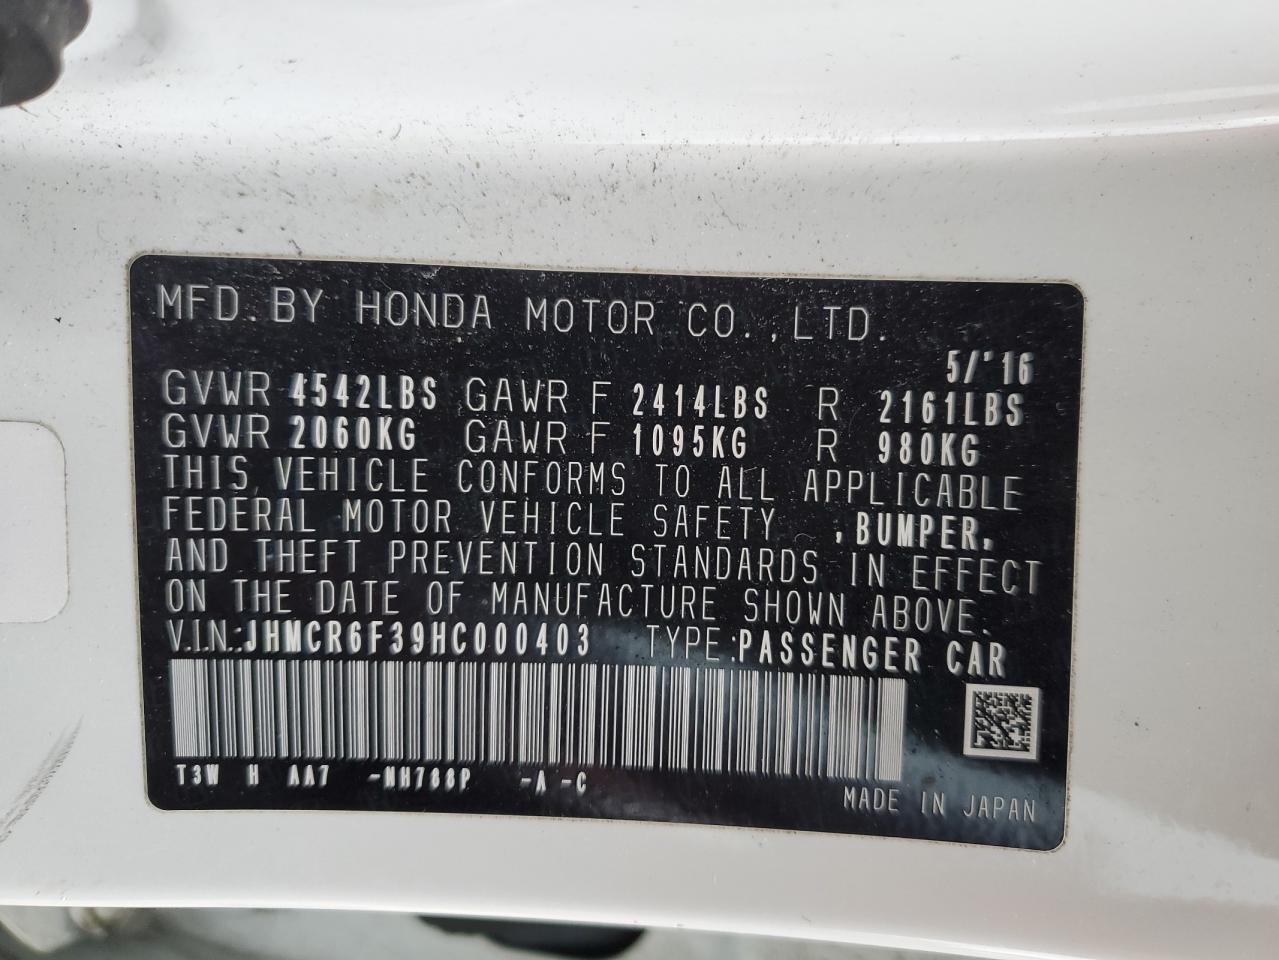 MFD. BY HONDA MOTOR CO., LTD.
5/'16
GVWR 4542LBS GAWR F 2414LBS R 2161LBS
GVWR 2060KG GAWR F 1095KG R 980KG
THIS VEHICLE CONFORMS TO ALL APPLICABLE
FEDERAL MOTOR VEHICLE SAFETY , BUMPER,
AND THEFT PREVENTION STANDARDS IN EFFECT
ON THE DATE OF MANUFACTURE SHOWN ABOVE.
V.I.N.: JHMCR6F39HC000403 TYPE: PASSENGER CAR
T3W H AA7 -NH788P -A -C
MADE IN JAPAN